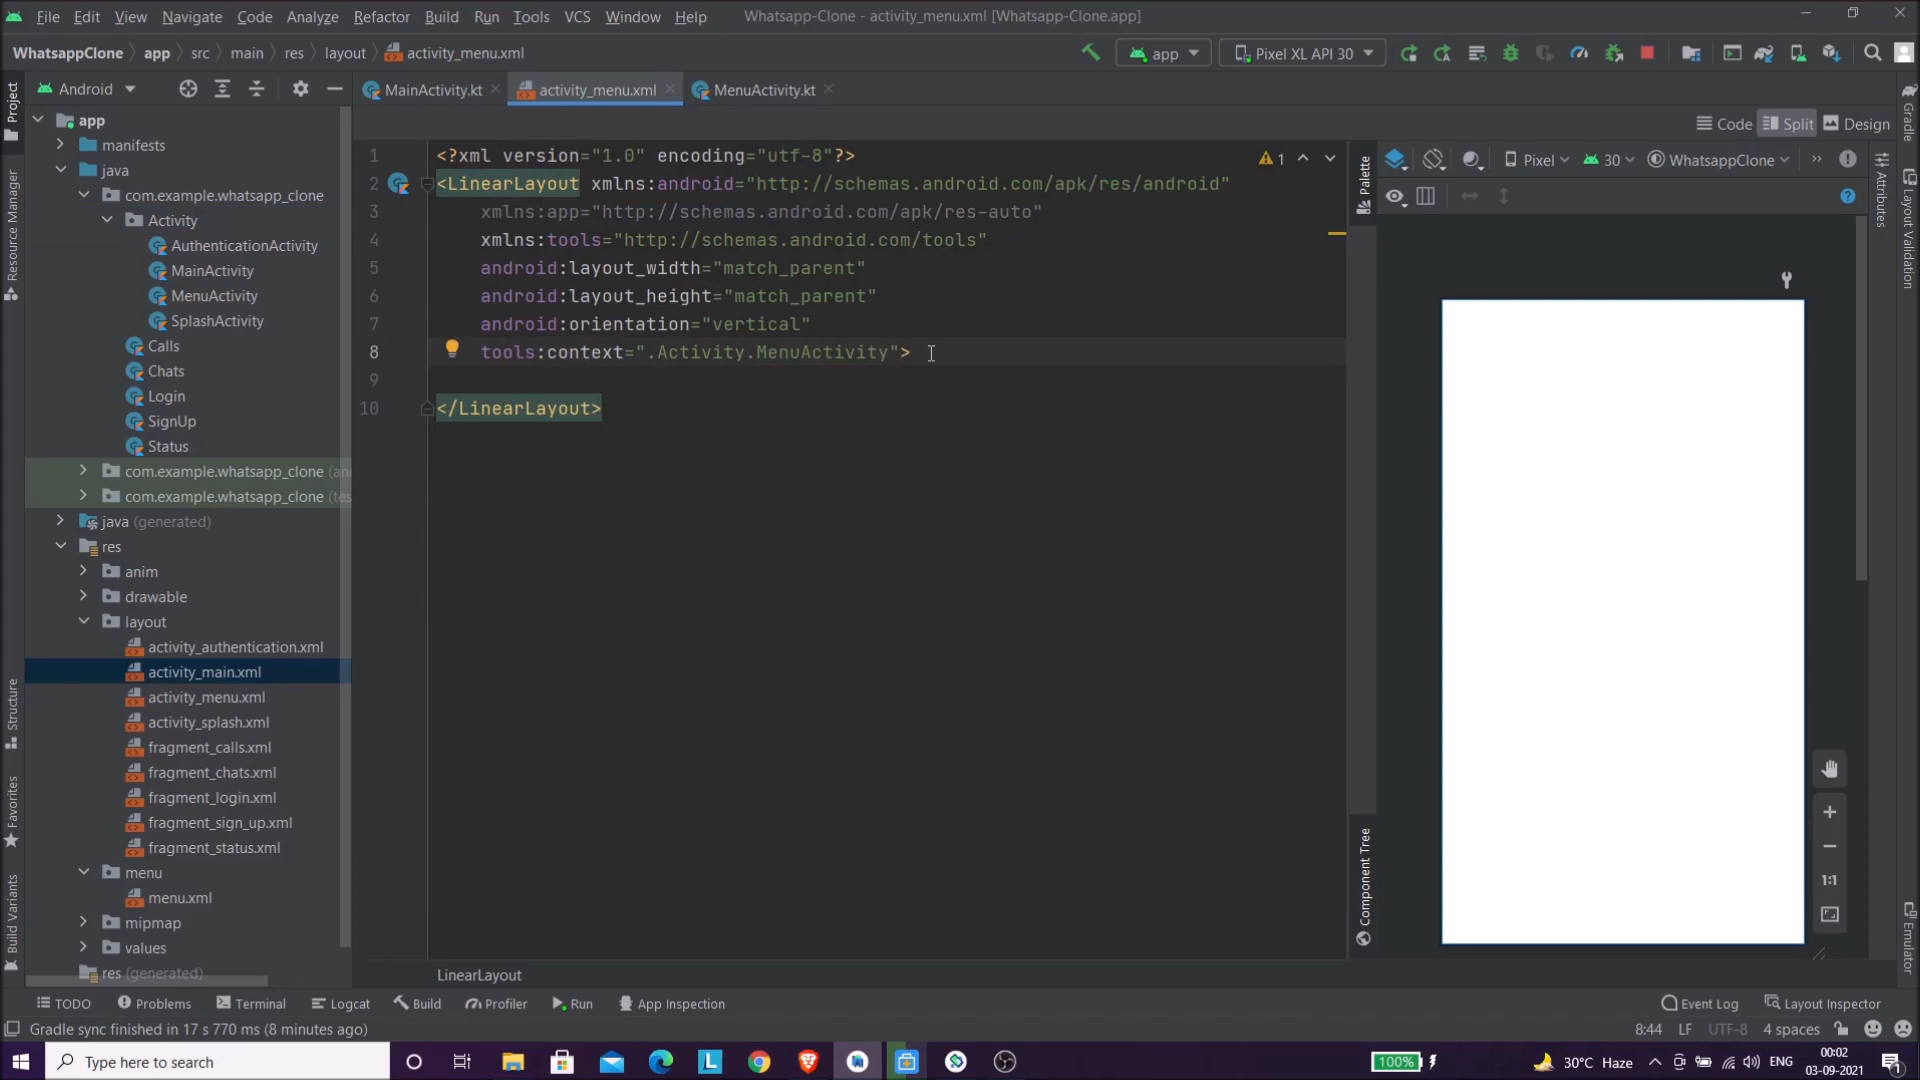 File Edit View Navigate Code Analyze Refactor Build Run Tools VCS Window Help Whatsapp-Clone - activity_menu.xml [Whatsapp-Clone.app]
WhatsappClone app src main res layout activity_menu.xml app Pixel XL API 30
Android MainActivity.kt activity_menu.xml MenuActivity.kt
Code Split Design
Project
Resource Manager
Structure
Favorites
Build Variants
app
manifests
java
com.example.whatsapp_clone
Activity
AuthenticationActivity
MainActivity
MenuActivity
SplashActivity
Calls
Chats
Login
SignUp
Status
com.example.whatsapp_clone (an
com.example.whatsapp_clone (tes
java (generated)
res
anim
drawable
layout
activity_authentication.xml
activity_main.xml
activity_menu.xml
activity_splash.xml
fragment_calls.xml
fragment_chats.xml
fragment_login.xml
fragment_sign_up.xml
fragment_status.xml
menu
menu.xml
mipmap
values
res (generated)
1 <?xml version="1.0" encoding="utf-8"?>
2 <LinearLayout xmlns:android="http://schemas.android.com/apk/res/android"
3 xmlns:app="http://schemas.android.com/apk/res-auto"
4 xmlns:tools="http://schemas.android.com/tools"
5 android:layout_width="match_parent"
6 android:layout_height="match_parent"
7 android:orientation="vertical"
8 tools:context=".Activity.MenuActivity">
9
10 </LinearLayout>
1
LinearLayout
Palette
Component Tree
Pixel 30 WhatsappClone
1:1
Gradle
Attributes
Layout Validation
Emulator
TODO Problems Terminal Logcat Build Profiler Run App Inspection Event Log Layout Inspector
Gradle sync finished in 17 s 770 ms (8 minutes ago) 8:44 LF UTF-8 4 spaces
Type here to search L 100% 30°C Haze ENG 00:02
03-09-2021 1